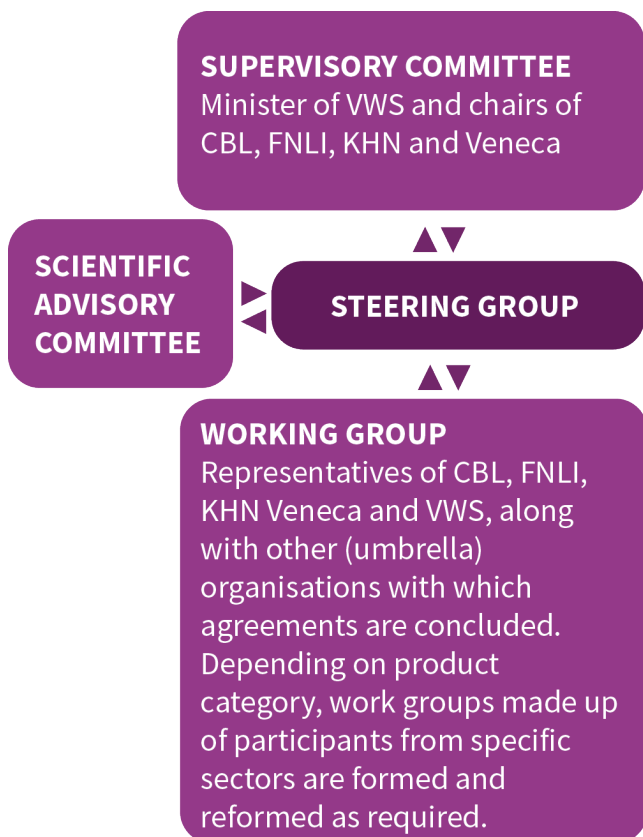 SUPERVISORY COMMITTEE
Minister of VWS and chairs of
CBL, FNLI, KHN and Veneca
SCIENTIFIC
ADVISORY
COMMITTEE
STEERING GROUP
WORKING GROUP
Representatives of CBL, FNLI,
KHN Veneca and VWS, along
with other (umbrella)
organisations with which
agreements are concluded.
Depending on product
category, work groups made up
of participants from specific
sectors are formed and
reformed as required.